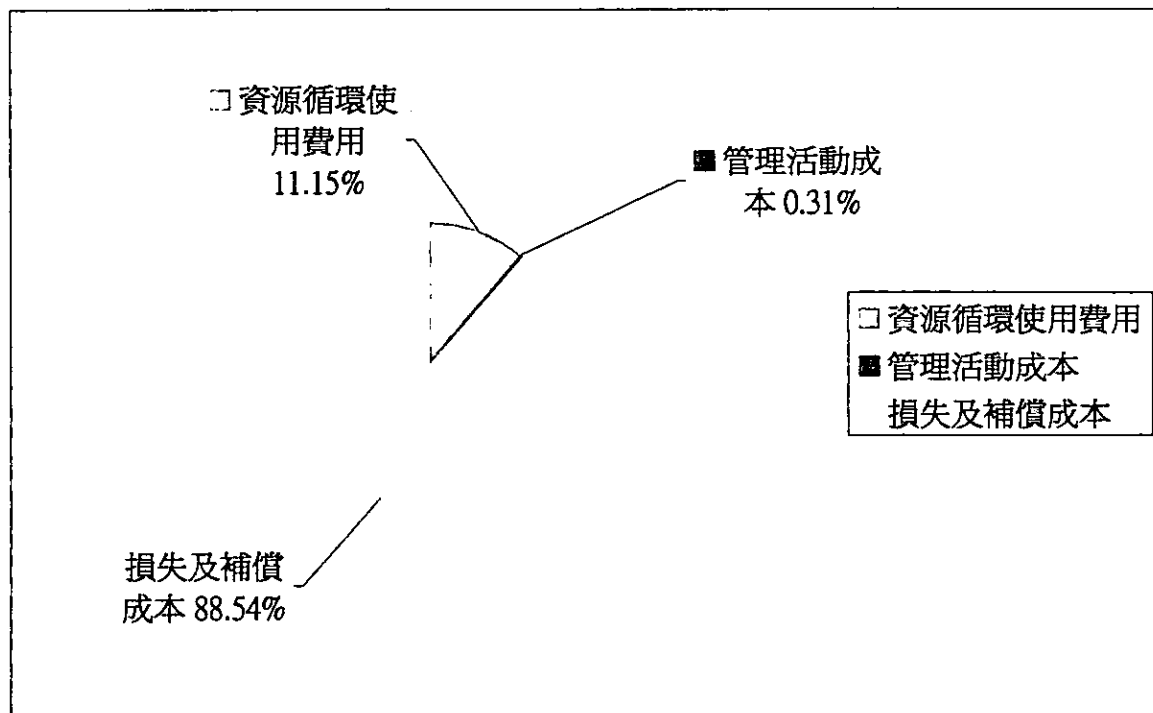 資源循環使
用費用
11.15%
管理活動成
本 0.31%
資源循環使用費用
管理活動成本
損失及補償成本
損失及補償
成本 88.54%